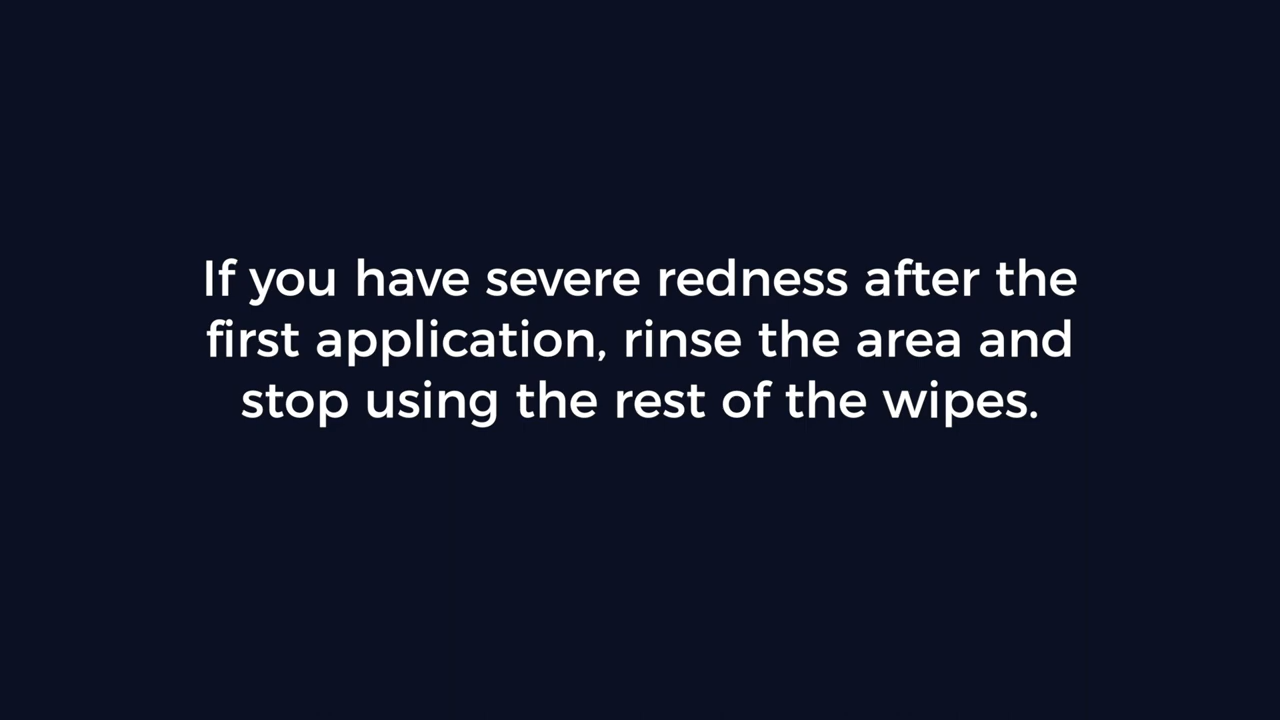 If you have severe redness after the
first application, rinse the area and
stop using the rest of the wipes.